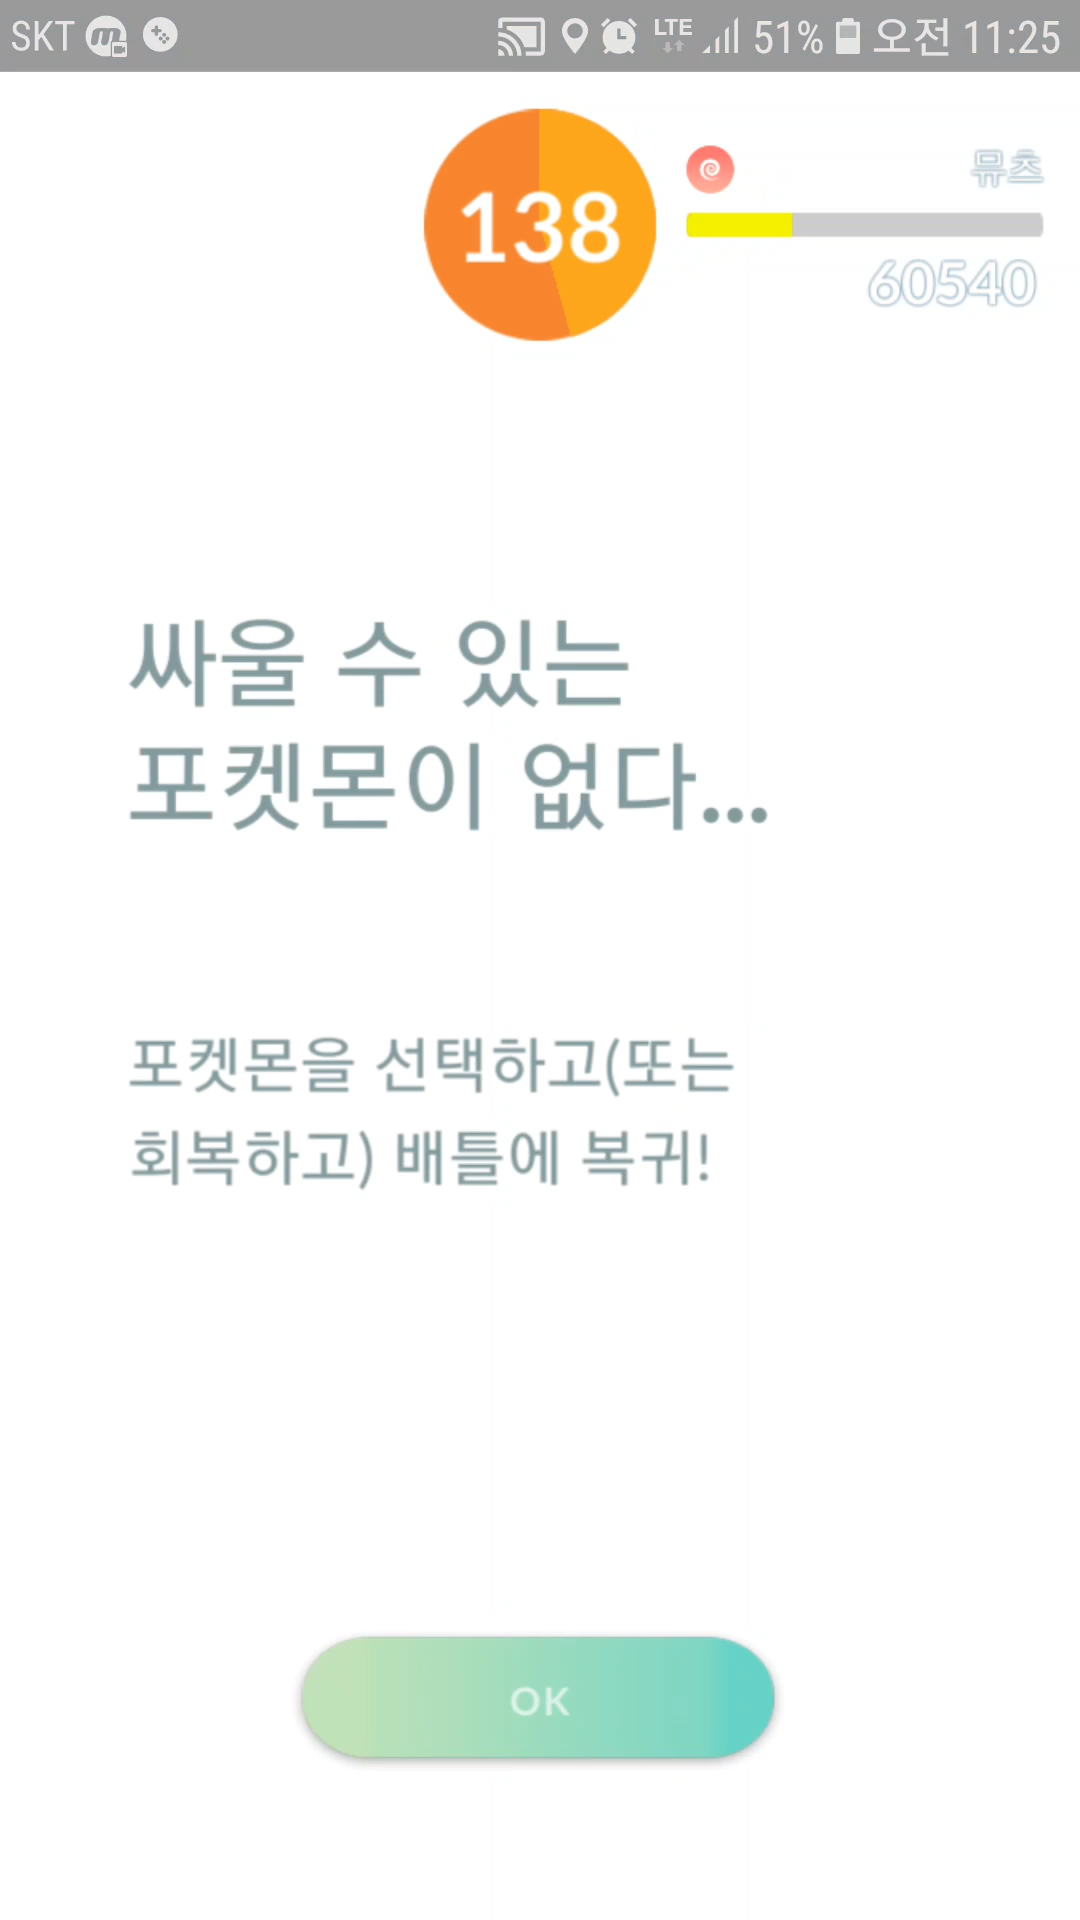 SKT LTE 51% 오전 11:25
138
뮤츠
60540
싸울 수 있는
포켓몬이 없다...
포켓몬을 선택하고(또는
회복하고) 배틀에 복귀!
OK